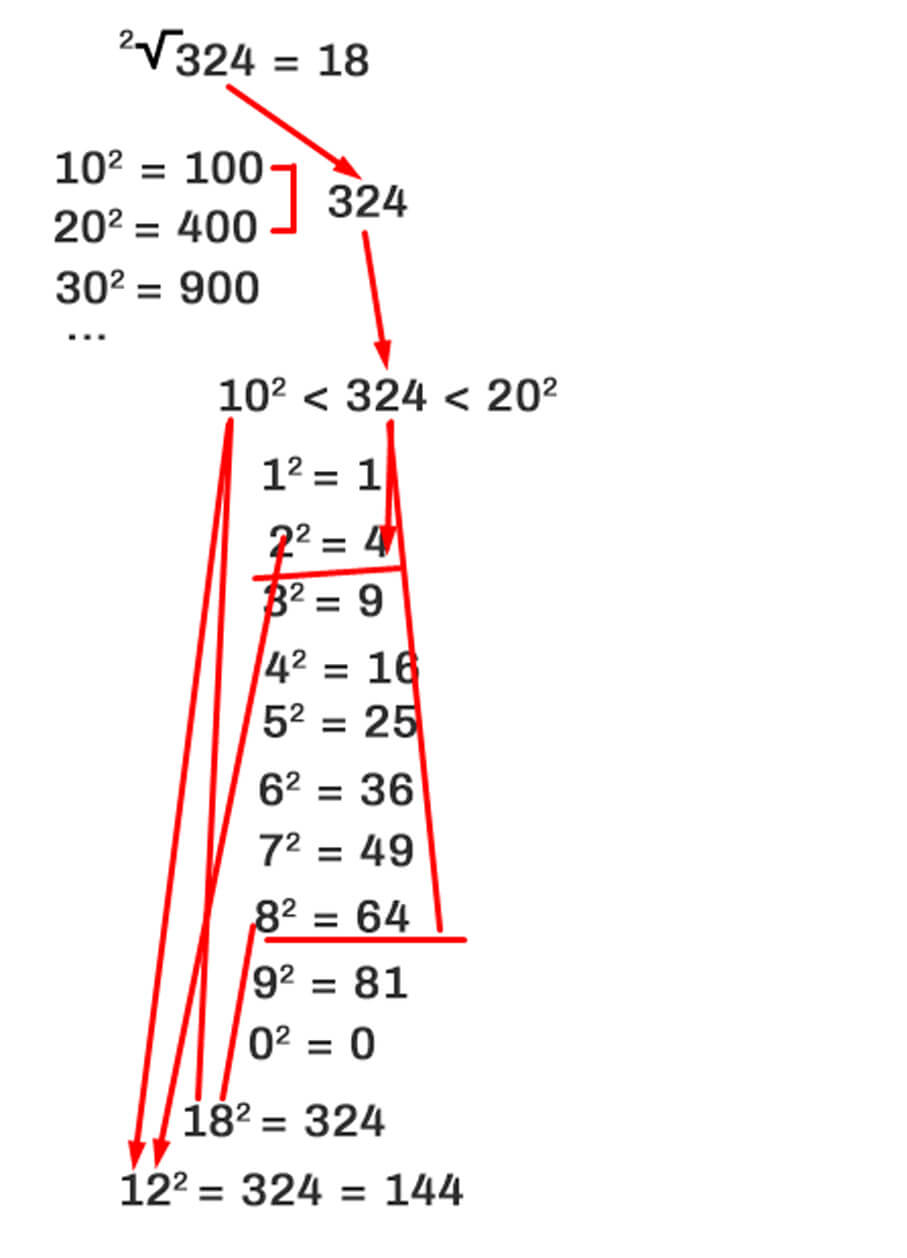 ²√324 = 18
10² = 100
324
20² = 400
30² = 900
...
10² < 324 < 20²
1² = 1
2² = 4
3² = 9
4² = 16
5² = 25
6² = 36
7² = 49
8² = 64
9² = 81
0² = 0
18² = 324
12² = 324 = 144